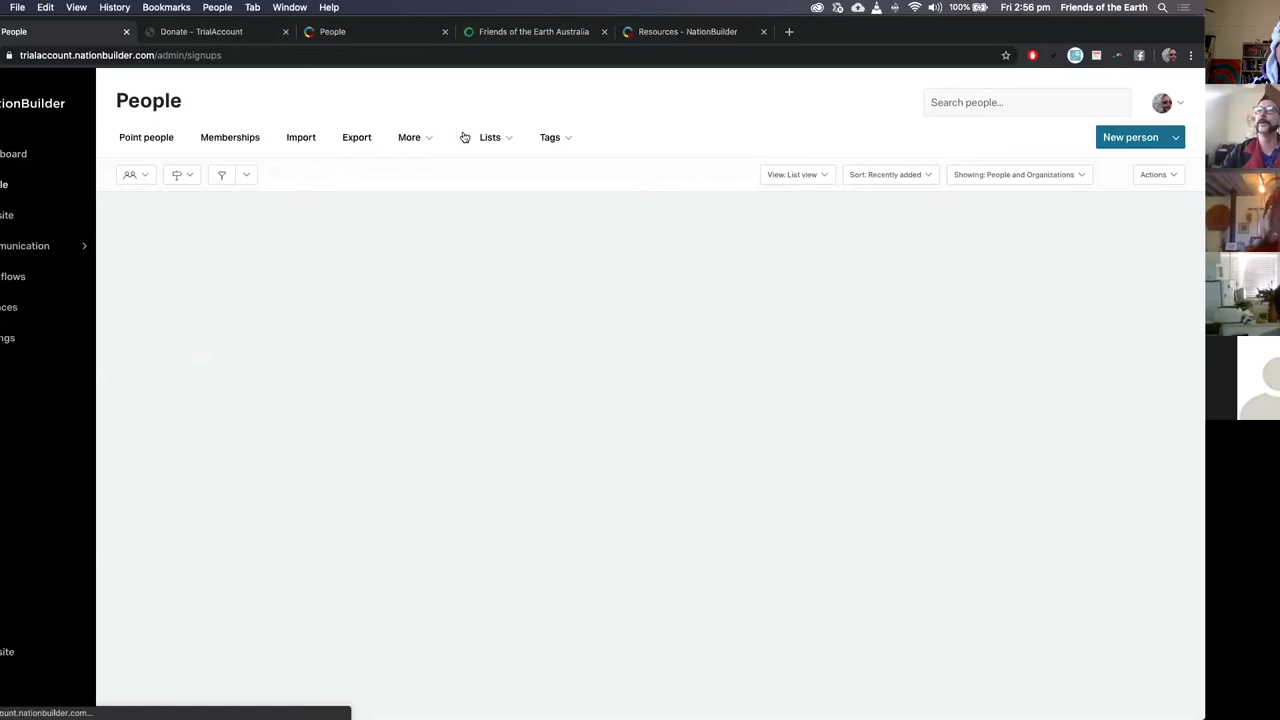 File Edit View History Bookmarks People Tab Window Help 100% Fri 2:56 pm Friends of the Earth
People Donate - TrialAccount People Friends of the Earth Australia Resources - NationBuilder
trialaccount.nationbuilder.com/admin/signups
tionBuilder
People
Search people...
Point people Memberships Import Export More Lists Tags New person
board
View: List view Sort: Recently added Showing: People and Organizations Actions
le
site
munication
flows
ces
ngs
site
ount.nationbuilder.com...